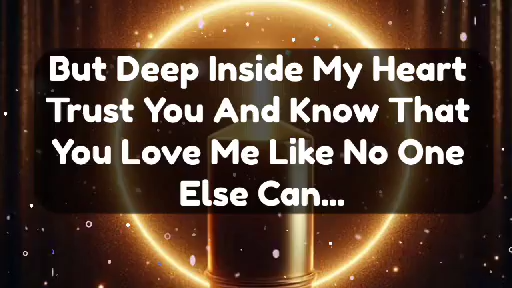 But Deep Inside My Heart
Trust You And Know That
You Love Me Like No One
Else Can...